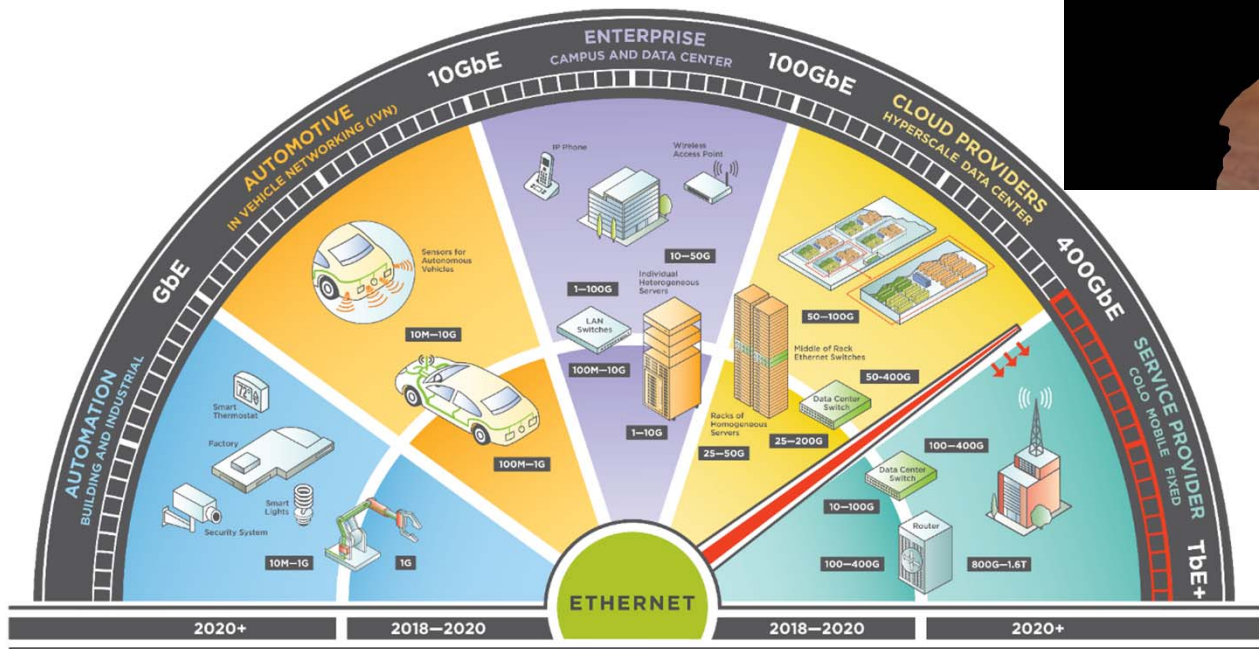 ENTERPRISE
CAMPUS AND DATA CENTER
10GbE
100GbE
AUTOMOTIVE
IN VEHICLE NETWORKING (IVN)
CLOUD PROVIDERS
HYPERSCALE DATA CENTER
GbE
400GbE
AUTOMATION
BUILDING AND INDUSTRIAL
SERVICE PROVIDER
COLO MOBILE FIXED
TbE+
Smart
Thermostat
72°
Factory
Smart
Lights
Security System
10M—1G
1G
Sensors for
Autonomous
Vehicles
10M—10G
100M—1G
IP Phone
Wireless
Access Point
10—50G
1—100G
Individual
Heterogeneous
Servers
LAN
Switches
100M—10G
1—10G
50—100G
Middle of Rack
Ethernet Switches
50-400G
Data Center
Switch
Racks of
Homogeneous
Servers
25—200G
25—50G
100—400G
Data Center
Switch
10—100G
Router
100—400G
800G—1.6T
ETHERNET
2020+
2018—2020
2018—2020
2020+